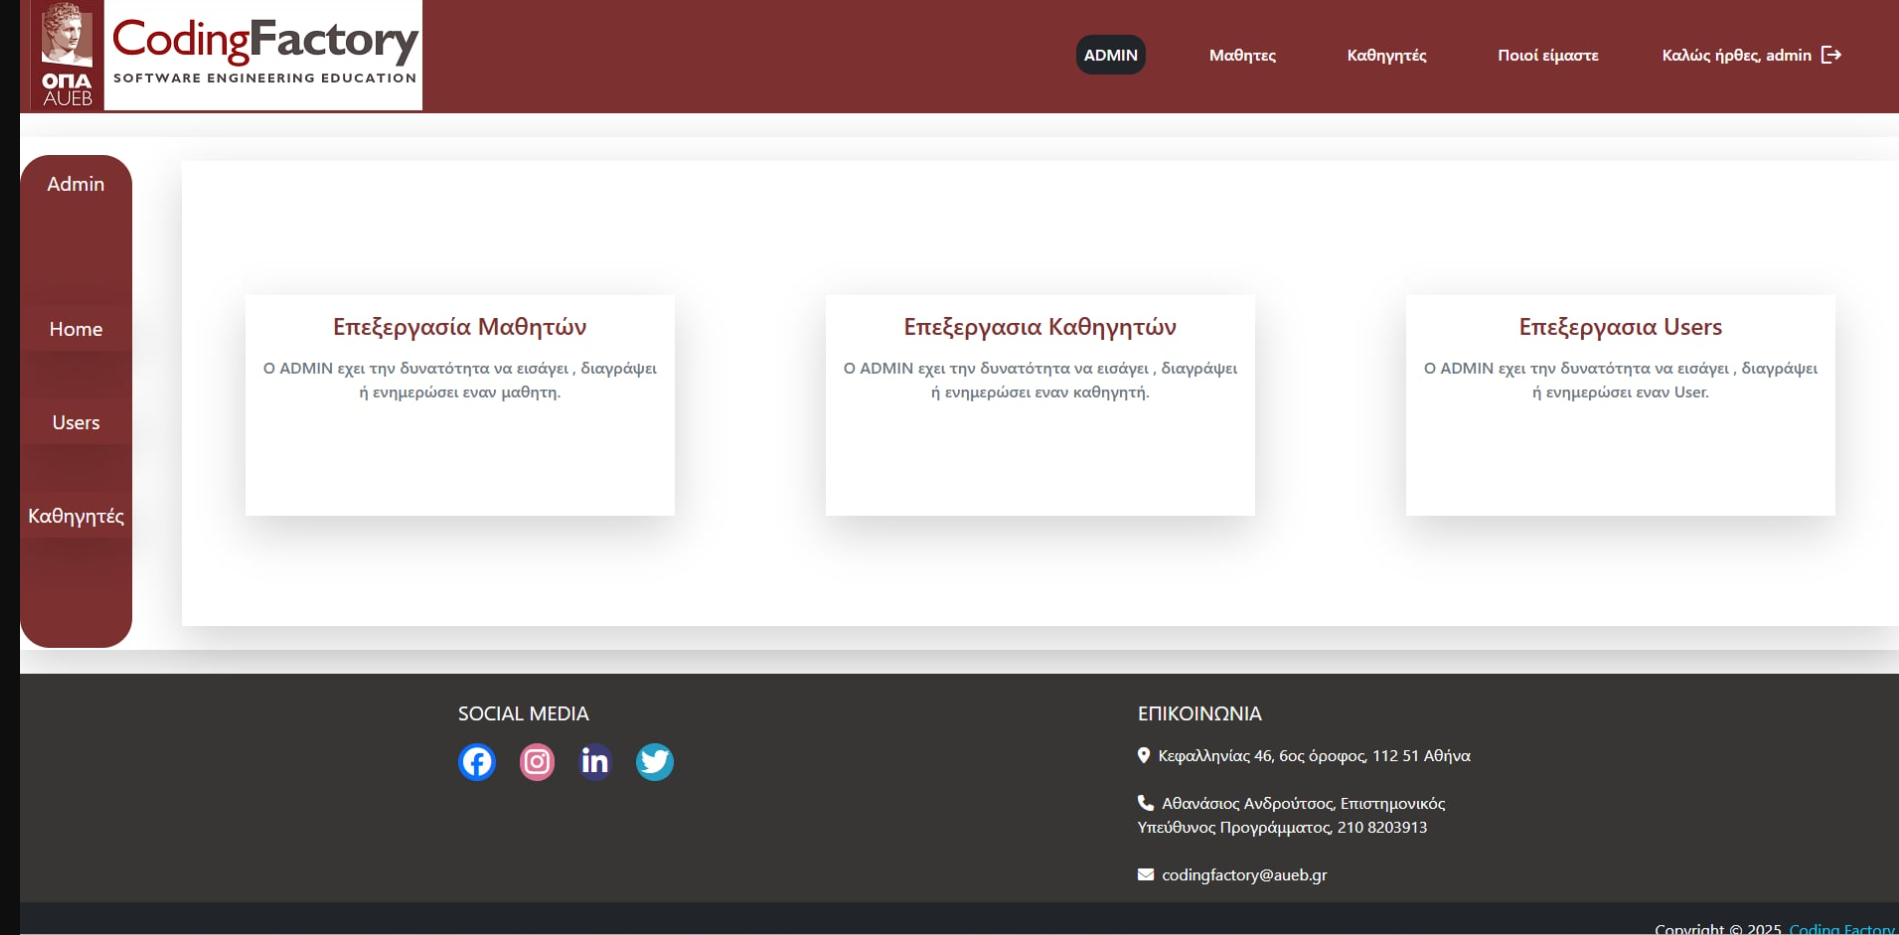 ΟΠΑ
AUEB
CodingFactory
SOFTWARE ENGINEERING EDUCATION
ADMIN
Μαθητες
Καθηγητές
Ποιοί είμαστε
Καλώς ήρθες, admin
Admin
Home
Users
Καθηγητές
Επεξεργασία Μαθητών
Ο ADMIN εχει την δυνατότητα να εισάγει , διαγράψει
ή ενημερώσει εναν μαθητη.
Επεξεργασια Καθηγητών
Ο ADMIN εχει την δυνατότητα να εισάγει , διαγράψει
ή ενημερώσει εναν καθηγητή.
Επεξεργασια Users
Ο ADMIN εχει την δυνατότητα να εισάγει , διαγράψει
ή ενημερώσει εναν User.
SOCIAL MEDIA
ΕΠΙΚΟΙΝΩΝΙΑ
Κεφαλληνίας 46, 6ος όροφος, 112 51 Αθήνα
Αθανάσιος Ανδρούτσος, Επιστημονικός
Υπεύθυνος Προγράμματος, 210 8203913
codingfactory@aueb.gr
Copyright © 2025 Coding Factory